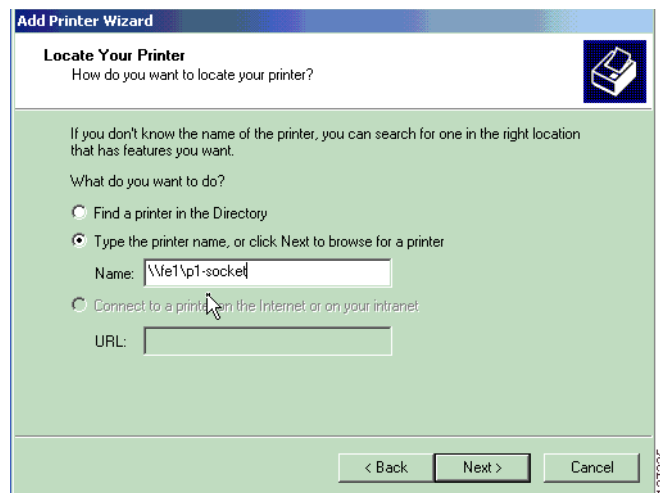 Add Printer Wizard
Locate Your Printer
How do you want to locate your printer?
If you don't know the name of the printer, you can search for one in the right location
that has features you want.
What do you want to do?
Find a printer in the Directory
Type the printer name, or click Next to browse for a printer
Name: \\fe1\p1-socket
Connect to a printer on the Internet or on your intranet
URL:
< Back Next > Cancel